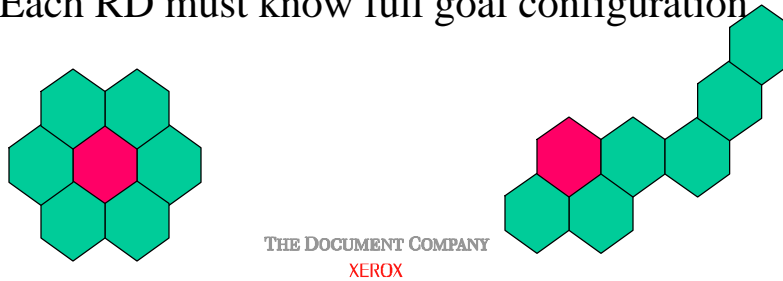 Each RD must know full goal configuration
THE DOCUMENT COMPANY
XEROX